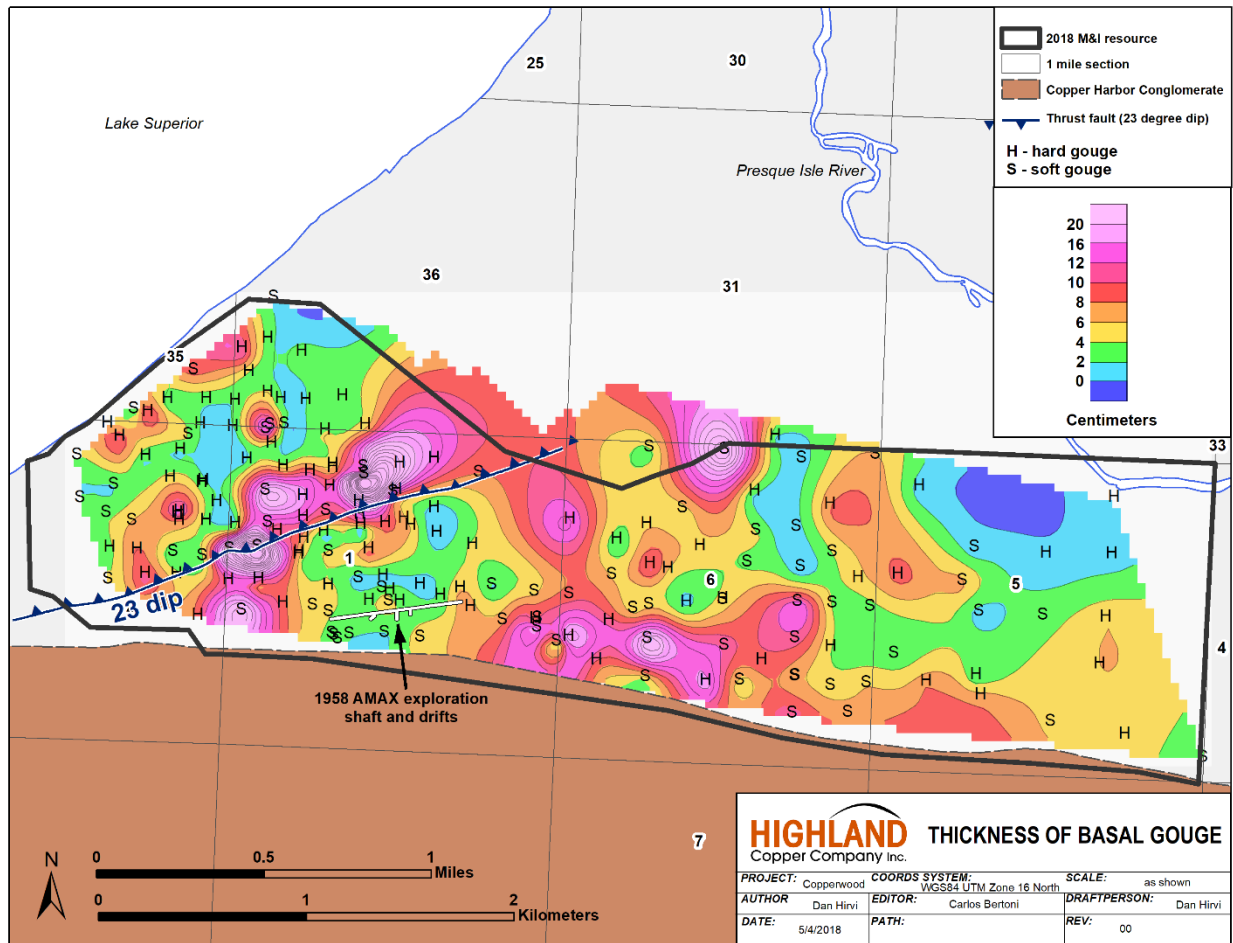 25
30
Lake Superior
Presque Isle River
36
31
35
33
1
6
5
4
7
23 dip
1958 AMAX exploration
shaft and drifts
2018 M&I resource
1 mile section
Copper Harbor Conglomerate
Thrust fault (23 degree dip)
H - hard gouge
S - soft gouge
20
16
12
10
8
6
4
2
0
Centimeters
N
0 0.5 1
Miles
0 1 2
Kilometers
HIGHLAND
Copper Company Inc.
THICKNESS OF BASAL GOUGE
PROJECT: Copperwood COORDS SYSTEM: WGS84 UTM Zone 16 North SCALE: as shown
AUTHOR Dan Hirvi EDITOR: Carlos Bertoni DRAFTPERSON: Dan Hirvi
DATE: 5/4/2018 PATH: REV: 00